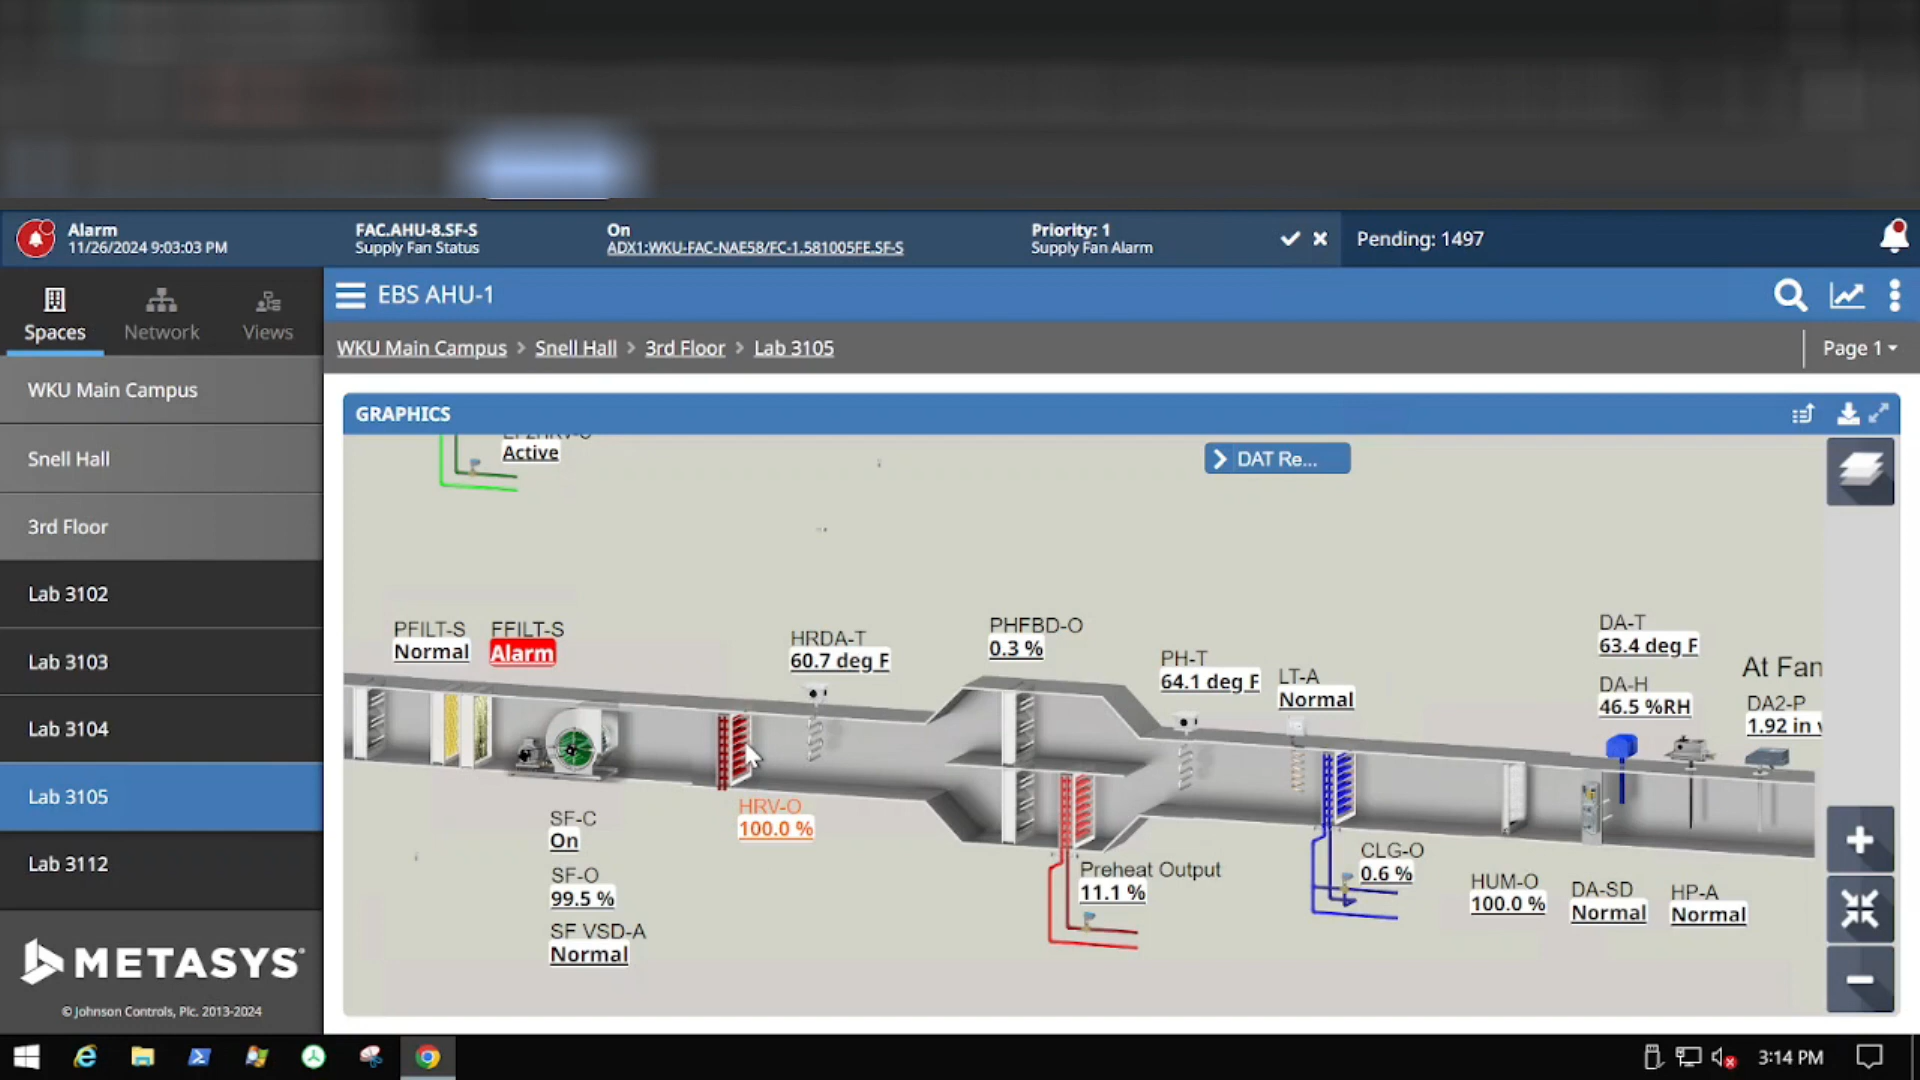 Alarm
11/26/2024 9:03:03 PM
FAC.AHU-8.SF-S
Supply Fan Status
On
ADX1:WKU-FAC-NAE58/FC-1.581005FE.SF-S
Priority: 1
Supply Fan Alarm
Pending: 1497
Spaces
Network
Views
EBS AHU-1
WKU Main Campus > Snell Hall > 3rd Floor > Lab 3105
Page 1
WKU Main Campus
Snell Hall
3rd Floor
Lab 3102
Lab 3103
Lab 3104
Lab 3105
Lab 3112
METASYS
© Johnson Controls, Plc. 2013-2024
GRAPHICS
Active
DAT Re...
PFILT-S
Normal
FFILT-S
Alarm
HRDA-T
60.7 deg F
PHFBD-O
0.3 %
PH-T
64.1 deg F
LT-A
Normal
DA-T
63.4 deg F
DA-H
46.5 %RH
At Fan
DA2-P
1.92 in
SF-C
On
SF-O
99.5 %
SF VSD-A
Normal
HRV-O
100.0 %
Preheat Output
11.1 %
CLG-O
0.6 %
HUM-O
100.0 %
DA-SD
Normal
HP-A
Normal
3:14 PM